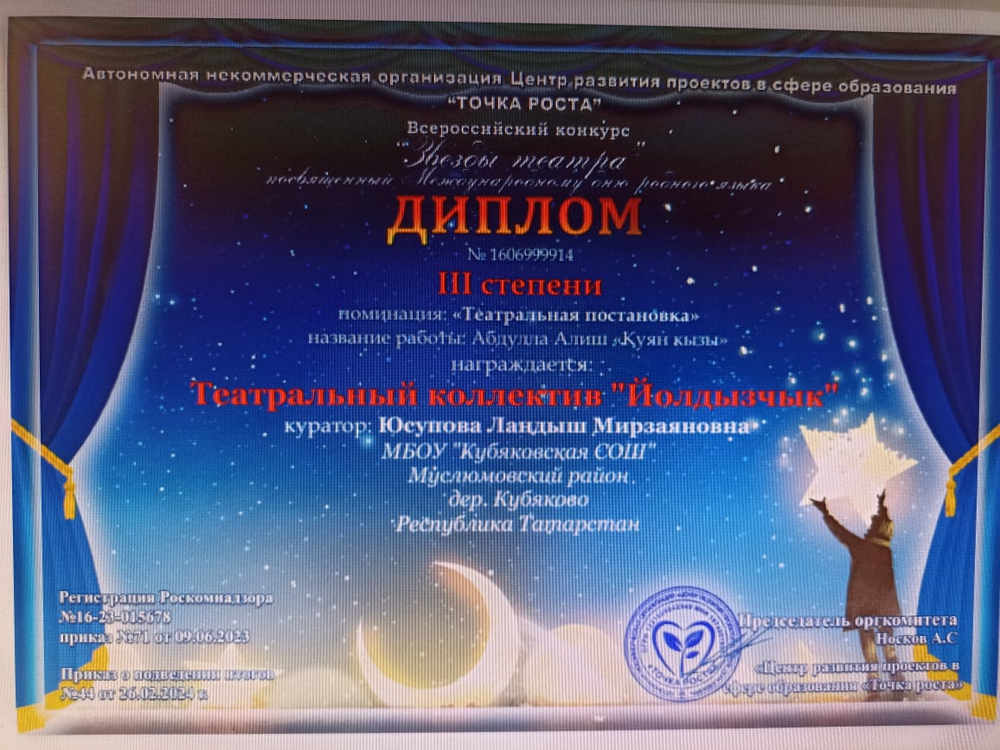 Автономная некоммерческая организация Центр развития проектов в сфере образования
“ТОЧКА РОСТА”
Всероссийский конкурс
“Звезды театра”
посвященный Международному дню родного языка
ДИПЛОМ
№ 1606999914
III степени
номинация: «Театральная постановка»
название работы: Абдулла Алиш «Куян кызы»
награждается:
Театральный коллектив "Йолдызчык"
куратор: Юсупова Ландыш Мирзаяновна
МБОУ "Кубяковская СОШ"
Муслюмовский район
дер. Кубяково
Республика Татарстан
Регистрация Роскомнадзора
№16-23-015678
приказ №71 от 09.06.2023
Приказ о подведении итогов
№44 от 26.02.2024 г.
Председатель оргкомитета
Носков А.С
«Центр развития проектов в
сфере образования «Точка роста»
«ТОЧКА РОСТА»